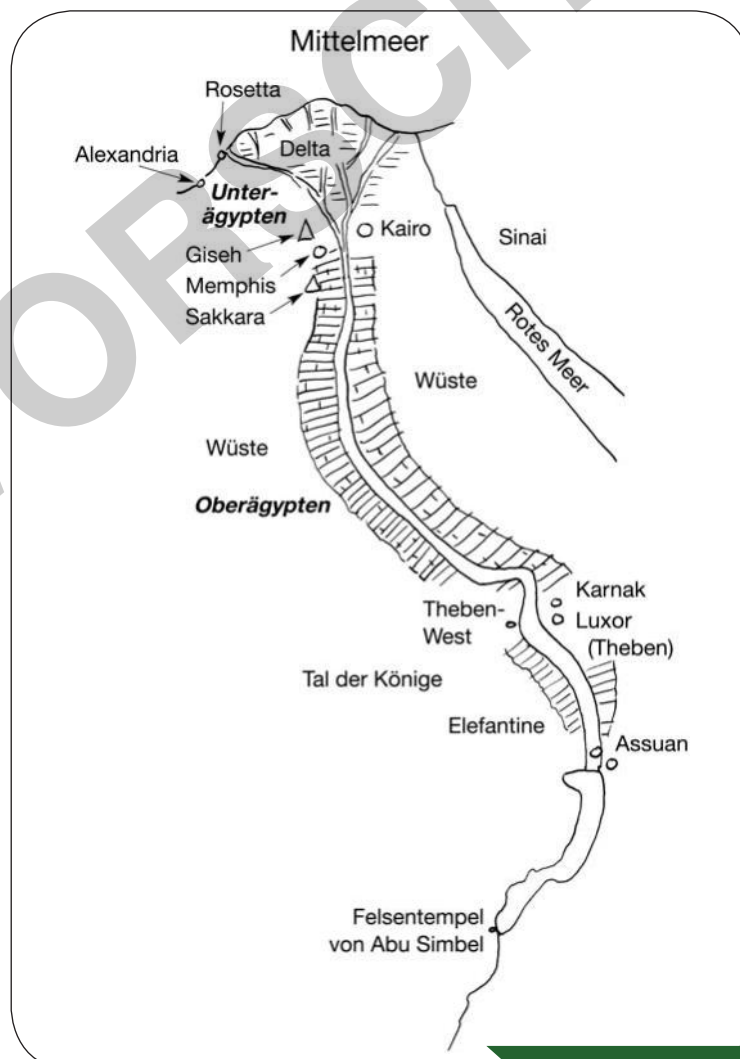 Mittelmeer
Rosetta
Alexandria
Delta
Unter-
ägypten
Kairo
Sinai
Giseh
Memphis
Sakkara
Rotes Meer
Wüste
Wüste
Oberägypten
Karnak
Theben-
West
Luxor
(Theben)
Tal der Könige
Elefantine
Assuan
Felsentempel
von Abu Simbel
ORSCH